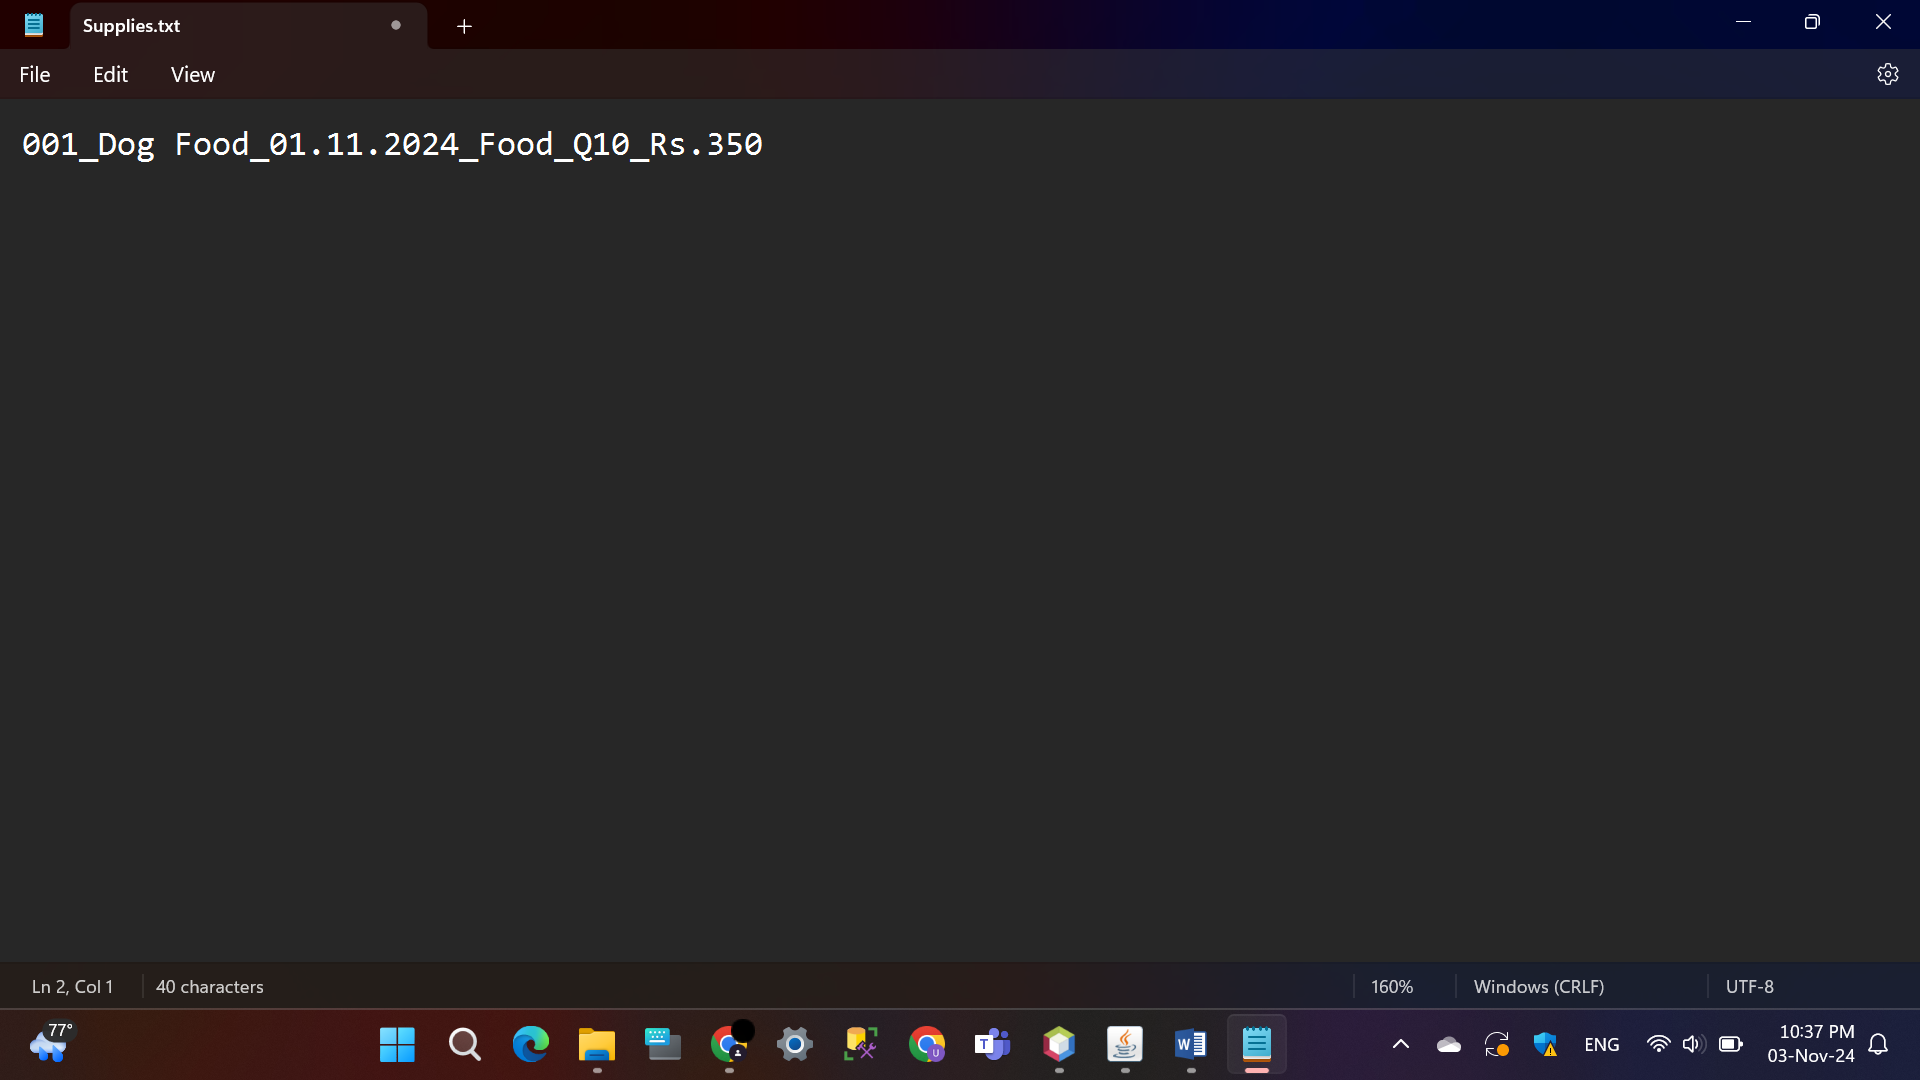 Supplies.txt
File Edit View
001_Dog Food_01.11.2024_Food_Q10_Rs.350
Ln 2, Col 1 40 characters 160% Windows (CRLF) UTF-8
77° ENG 10:37 PM
03-Nov-24